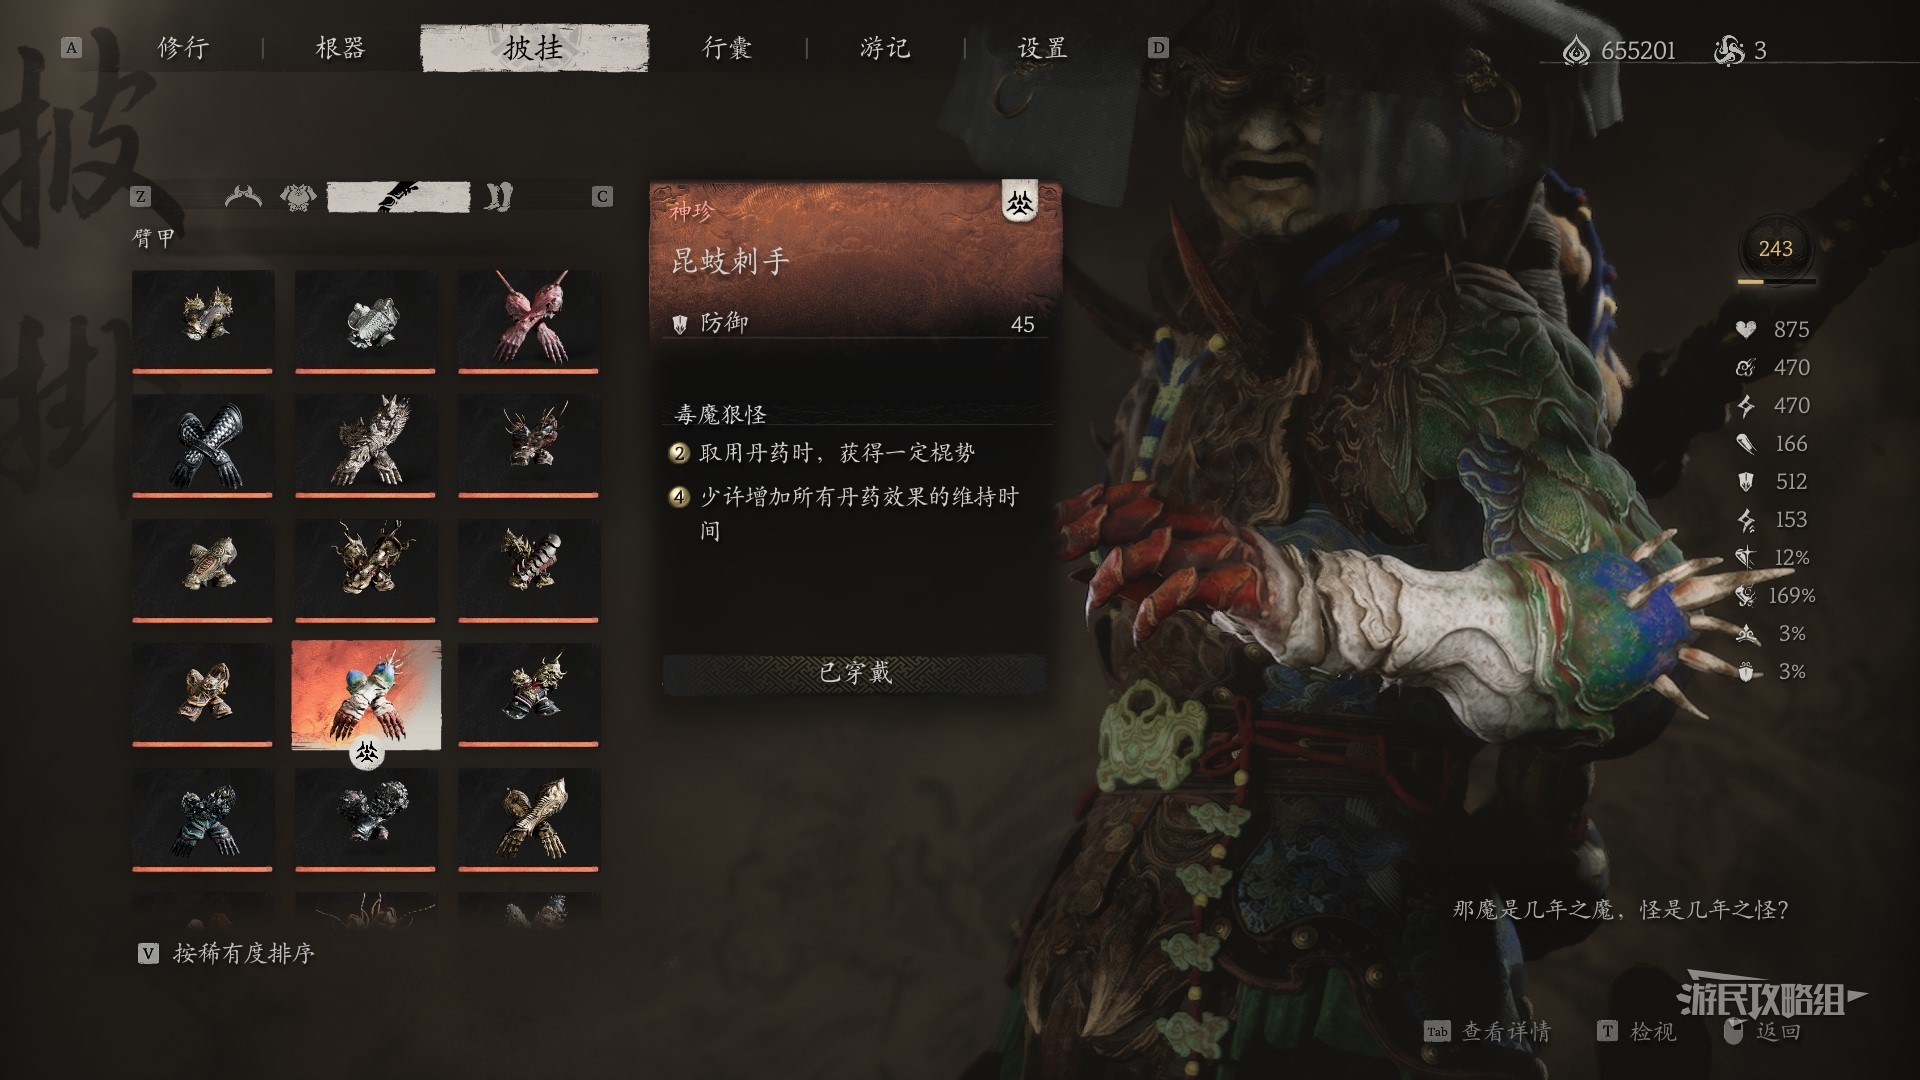 A 修行 根器 披挂 行囊 游记 设置 D 655201 3
披挂
Z C
臂甲
神珍
昆蚑刺手
防御 45
毒魔狠怪
2 取用丹药时，获得一定棍势
4 少许增加所有丹药效果的维持时
间
已穿戴
243
875
470
470
166
512
153
12%
169%
3%
3%
那魔是几年之魔，怪是几年之怪？
V 按稀有度排序
游民攻略组
Tab 查看详情 T 检视 返回